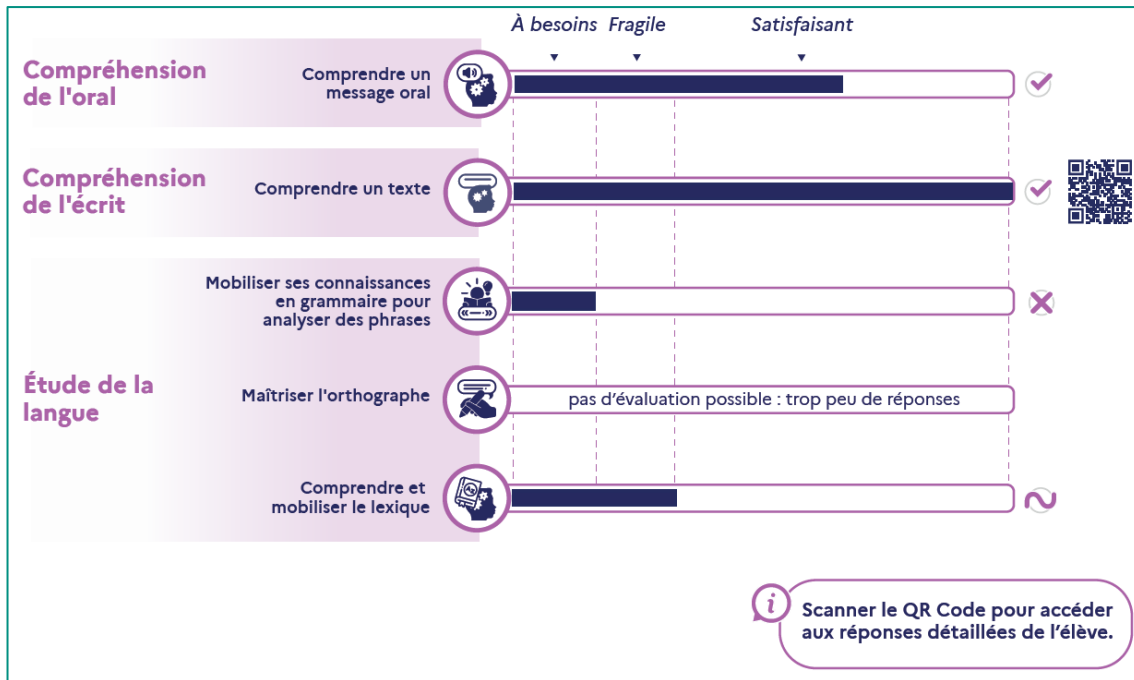 À besoins Fragile Satisfaisant
Compréhension
de l'oral
Comprendre un
message oral
Compréhension
de l'écrit
Comprendre un texte
Étude de la
langue
Mobiliser ses connaissances
en grammaire pour
analyser des phrases
Maîtriser l'orthographe
pas d’évaluation possible : trop peu de réponses
Comprendre et
mobiliser le lexique
i
Scanner le QR Code pour accéder
aux réponses détaillées de l’élève.